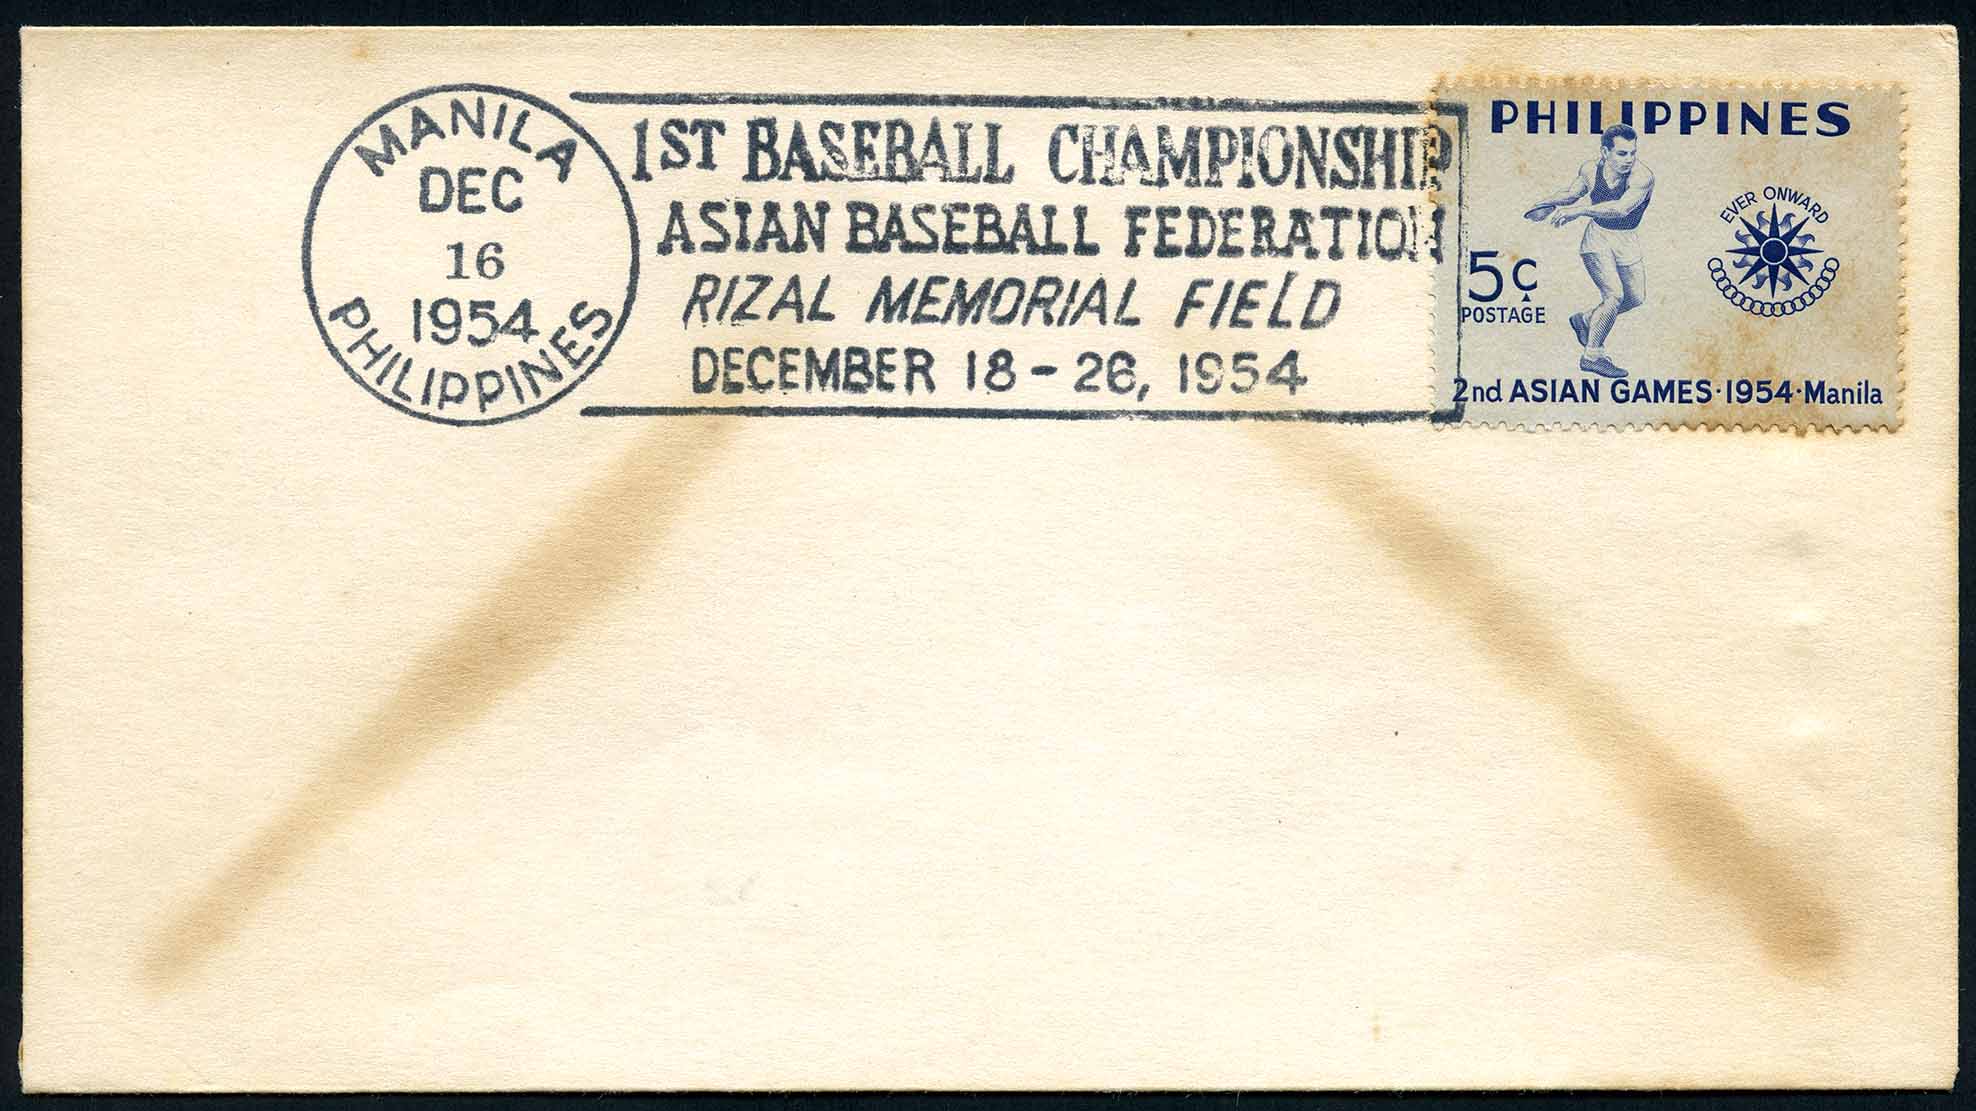 MANILA
DEC
16
1954
PHILIPPINES
1ST BASEBALL CHAMPIONSHIP
ASIAN BASEBALL FEDERATION
RIZAL MEMORIAL FIELD
DECEMBER 18 - 26, 1954
PHILIPPINES
EVER ONWARD
5c
POSTAGE
2nd ASIAN GAMES·1954·Manila